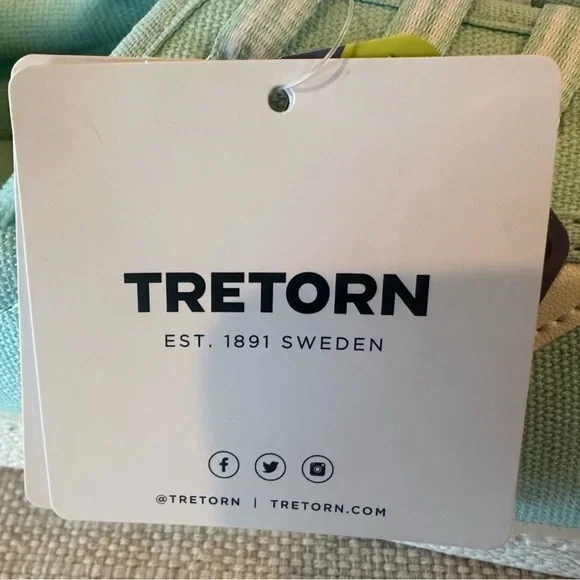 TRETORN
EST. 1891 SWEDEN
@TRETORN | TRETORN.COM